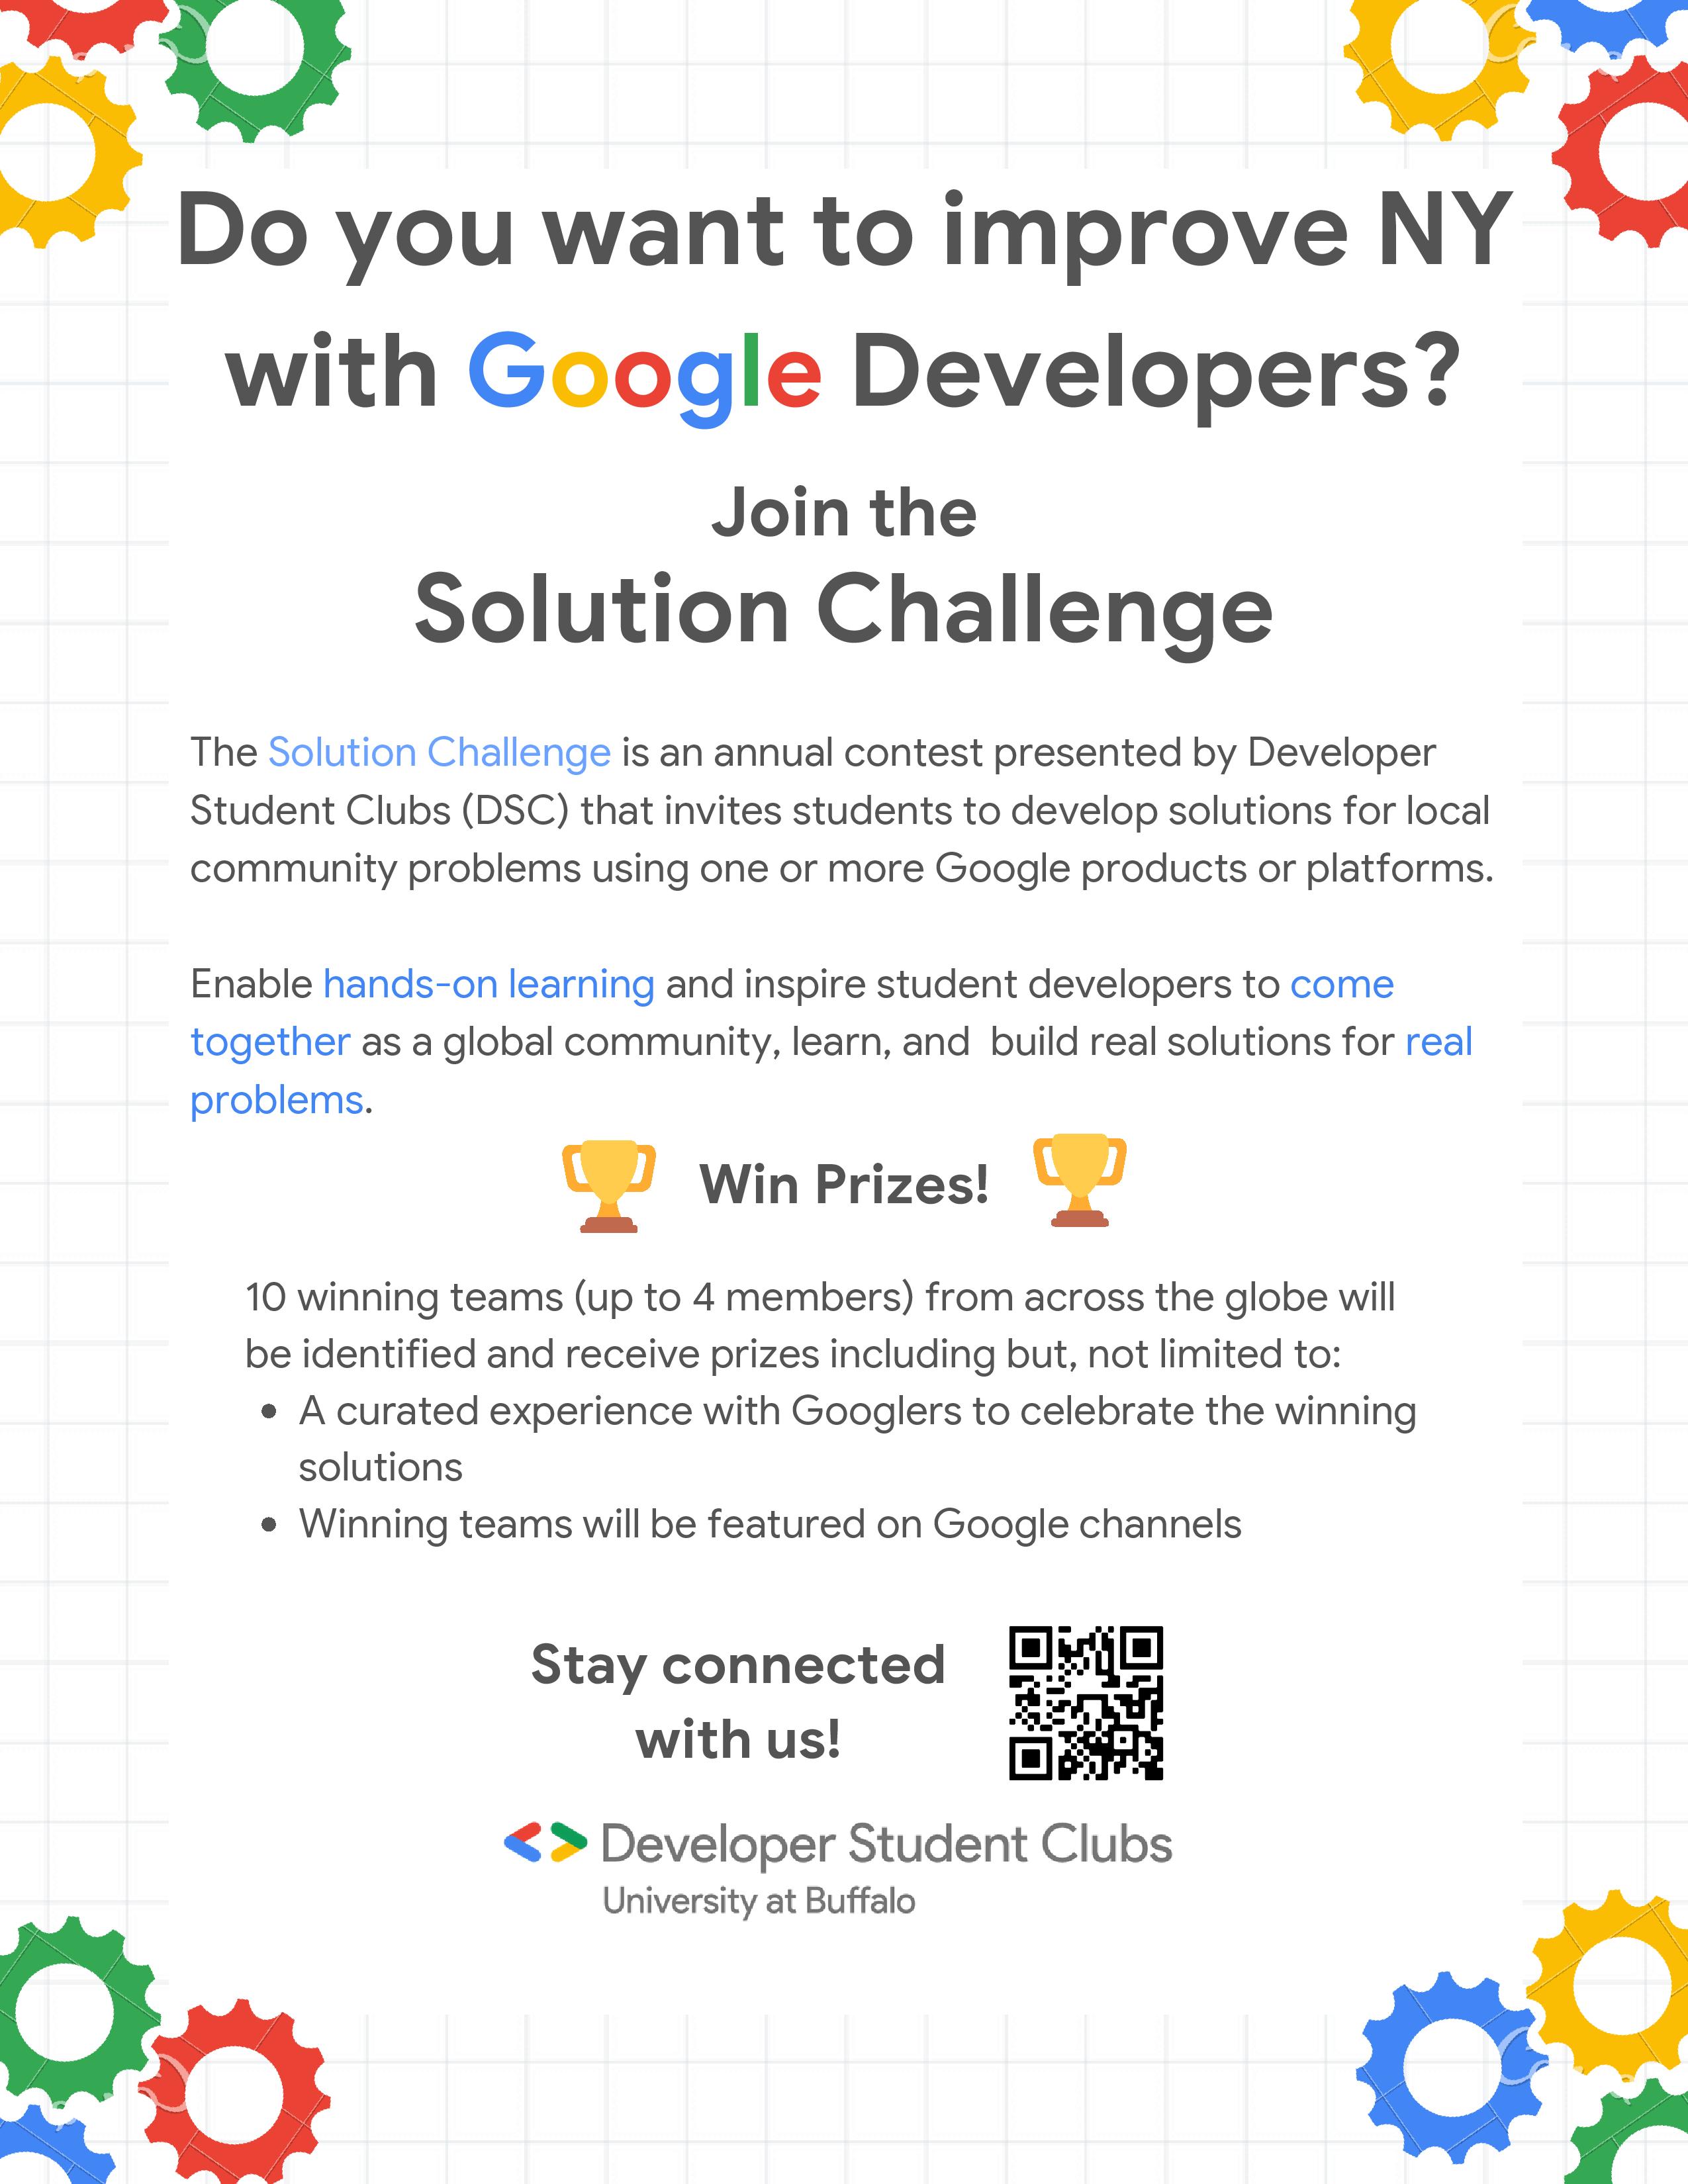 Do you want to improve NY
with Google Developers?
Join the
Solution Challenge
The Solution Challenge is an annual contest presented by Developer
Student Clubs (DSC) that invites students to develop solutions for local
community problems using one or more Google products or platforms.
Enable hands-on learning and inspire student developers to come
together as a global community, learn, and  build real solutions for real
problems.
Win Prizes!
10 winning teams (up to 4 members) from across the globe will
be identified and receive prizes including but, not limited to:
• A curated experience with Googlers to celebrate the winning
solutions
• Winning teams will be featured on Google channels
Stay connected
with us!
Developer Student Clubs
University at Buffalo